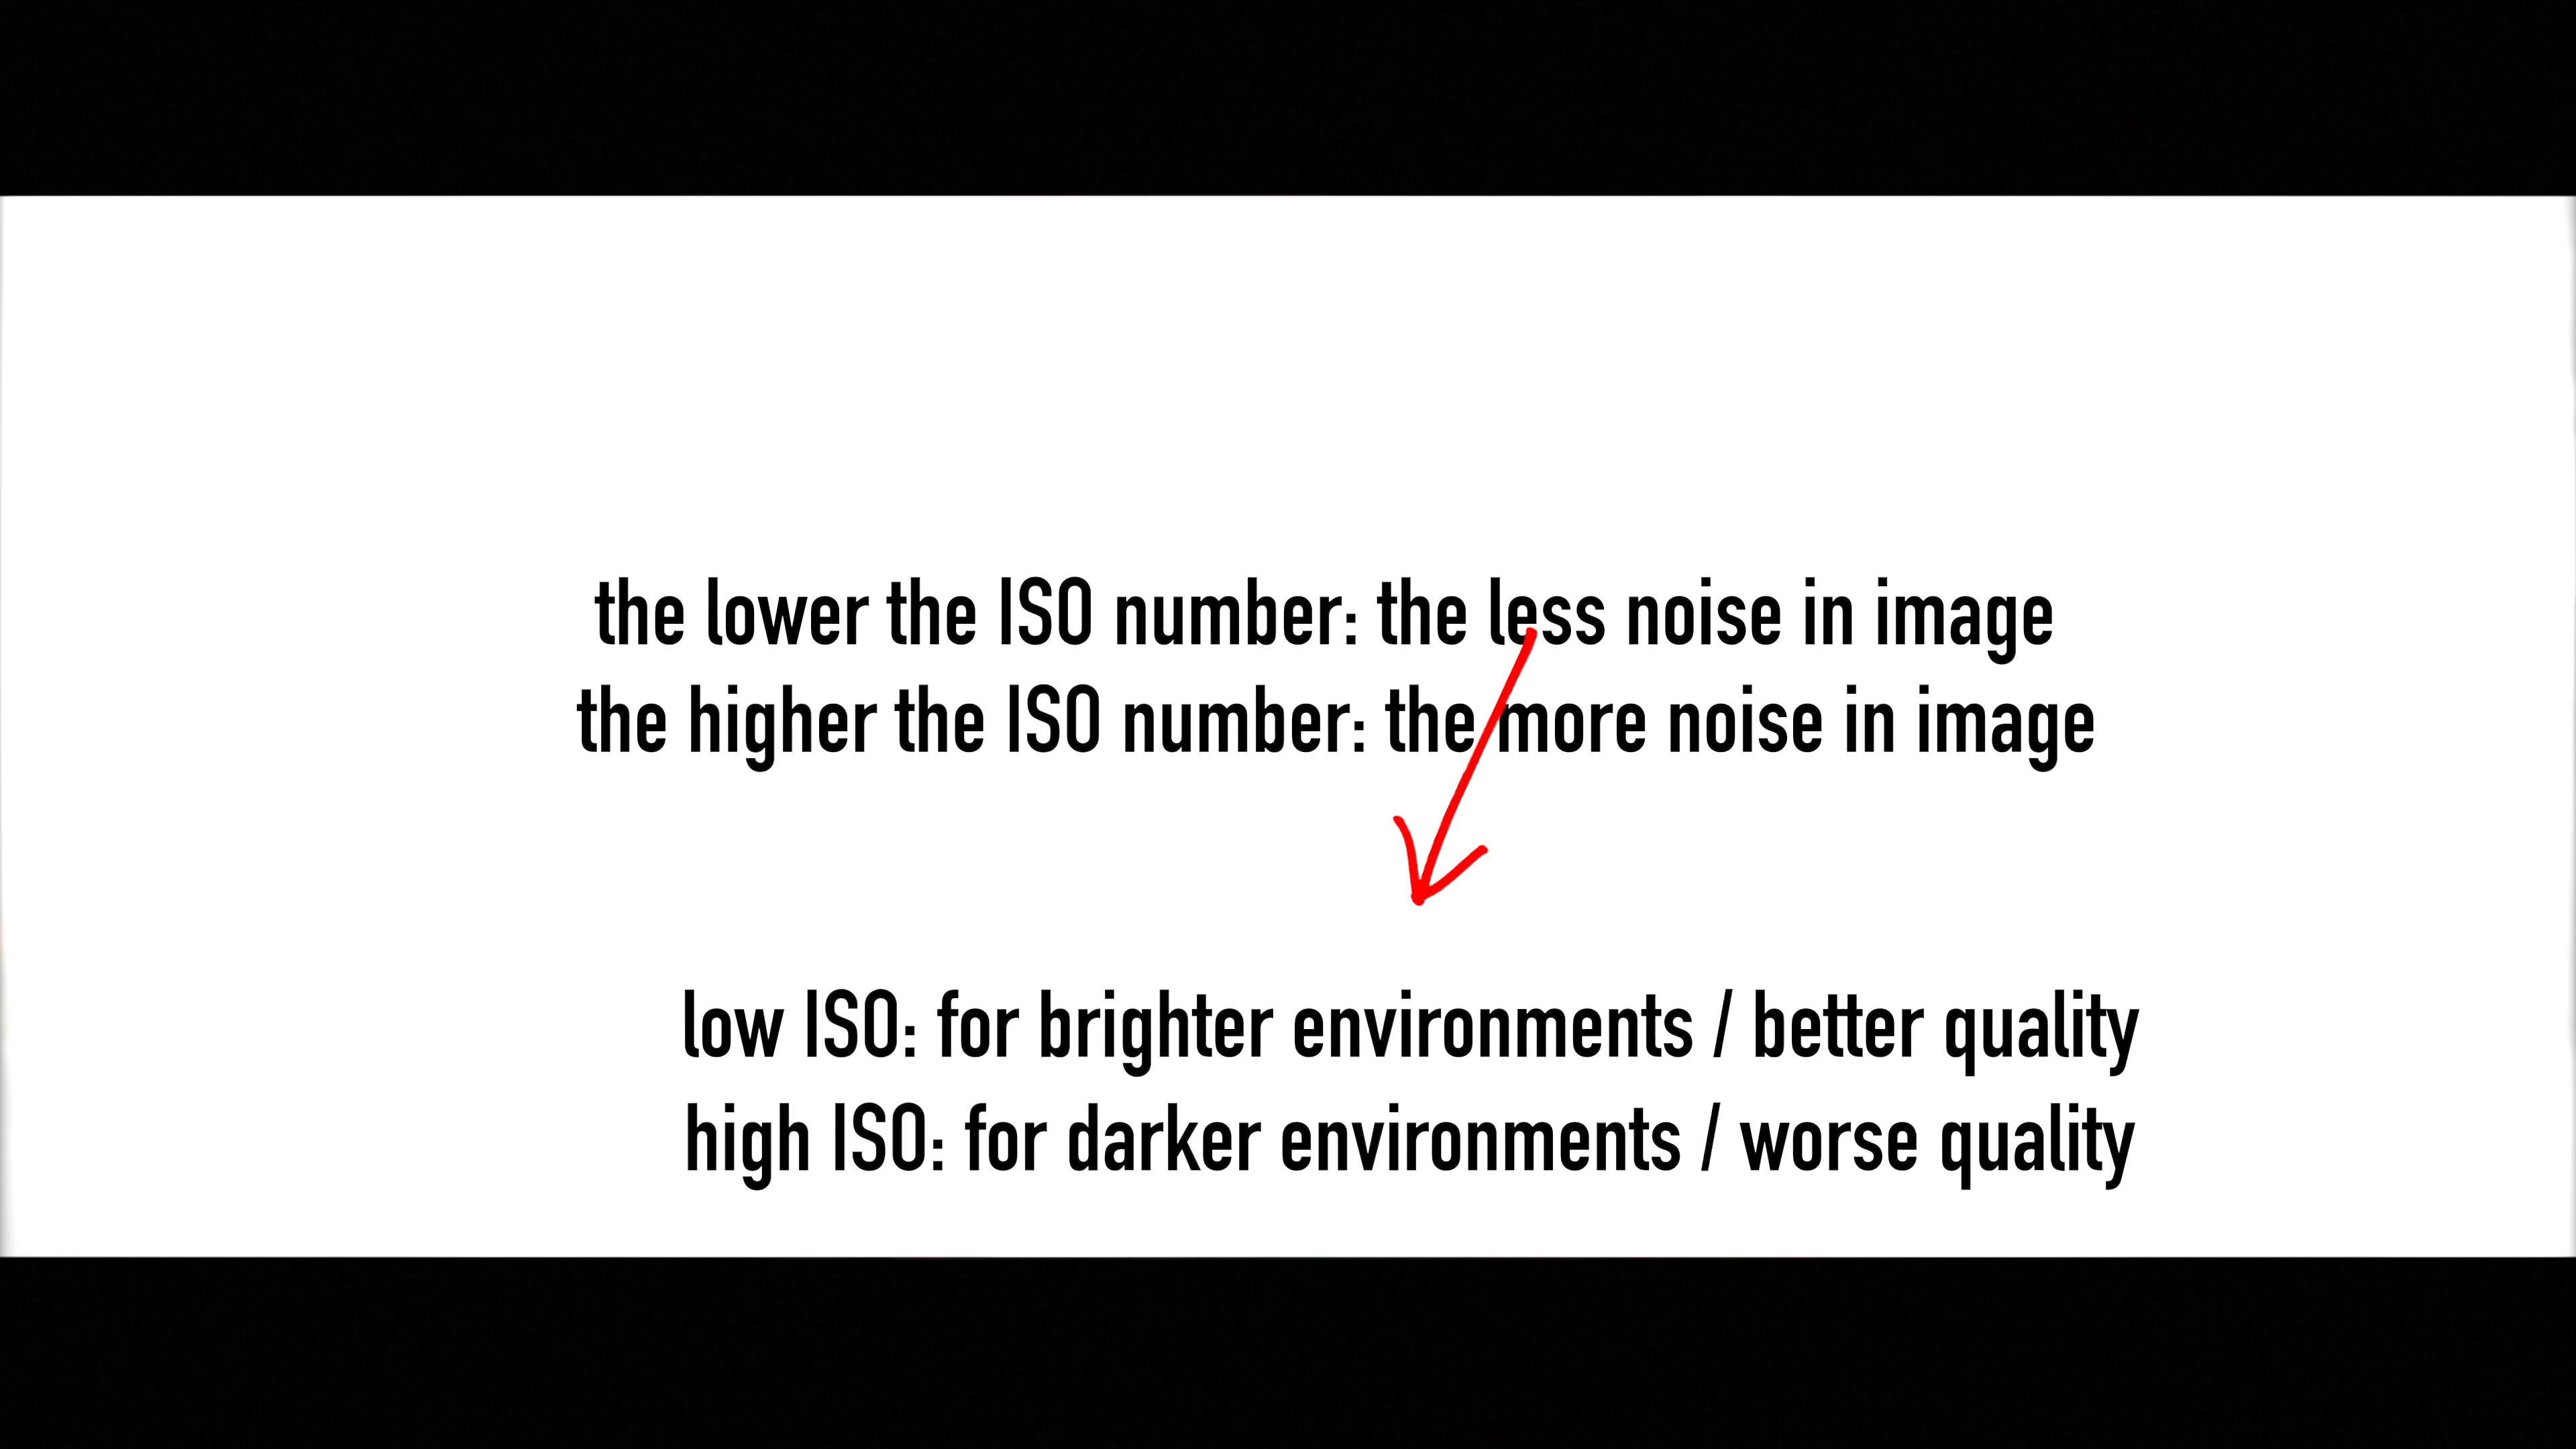 the lower the ISO number: the less noise in image
the higher the ISO number: the more noise in image
low ISO: for brighter environments / better quality
high ISO: for darker environments / worse quality